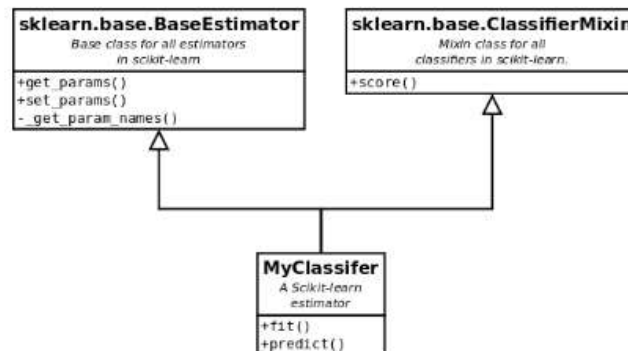 sklearn.base.BaseEstimator
Base class for all estimators
in scikit-learn
+get_params()
+set_params()
-_get_param_names()
sklearn.base.ClassifierMixin
Mixin class for all
classifiers in scikit-learn.
+score()
MyClassifer
A Scikit-learn
estimator
+fit()
+predict()